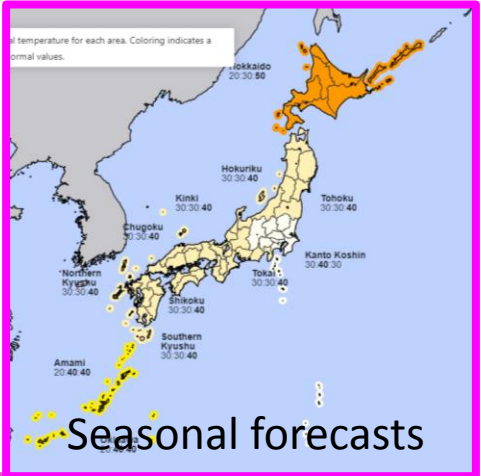 al temperature for each area. Coloring indicates a
ormal values.
Hokkaido
20:30:50
Hokuriku
30:30:40
Kinki
30:30:40
Tohoku
30:30:40
Chugoku
30:30:40
Kanto Koshin
30:40:30
Northern
Kyushu
30:30:40
Tokai
30:30:40
Shikoku
30:30:40
Southern
Kyushu
30:30:40
Amami
20:40:40
20:40:40
Seasonal forecasts